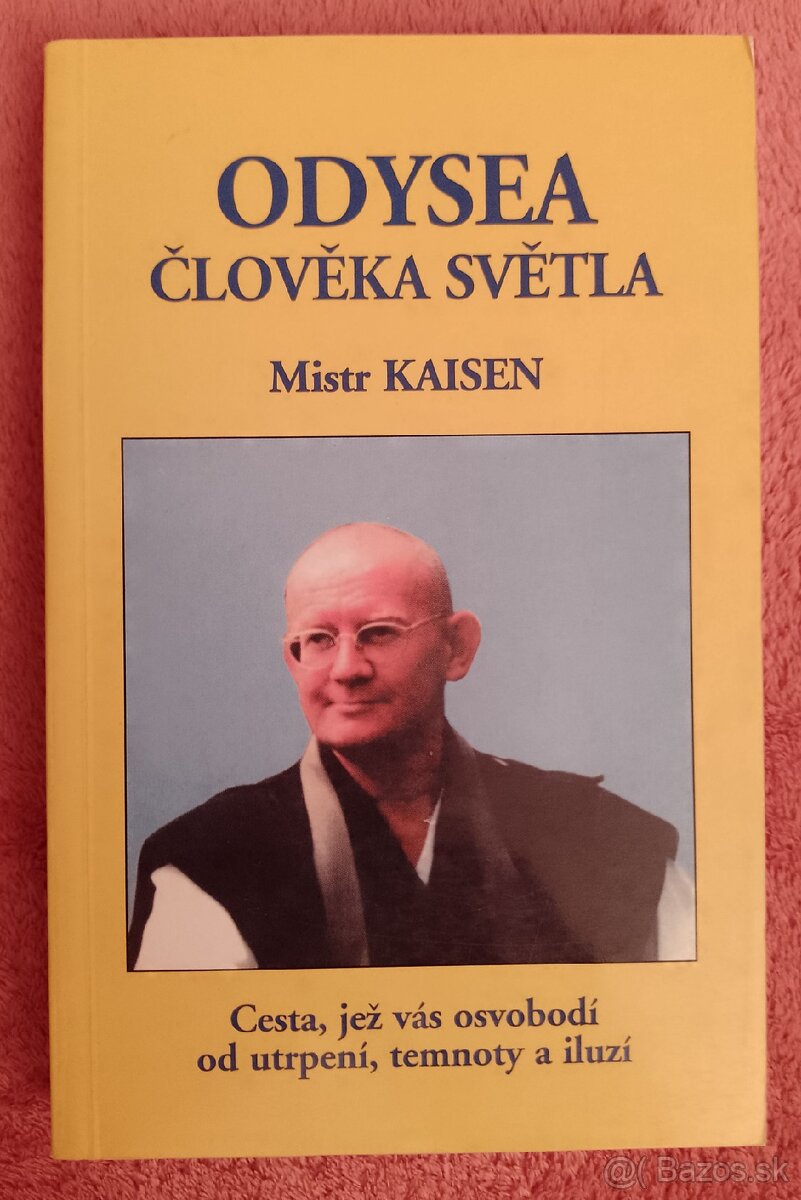 ODYSEA
ČLOVĚKA SVĚTLA
Mistr KAISEN
Cesta, jež vás osvobodí
od utrpení, temnoty a iluzí
@( Bazos.sk